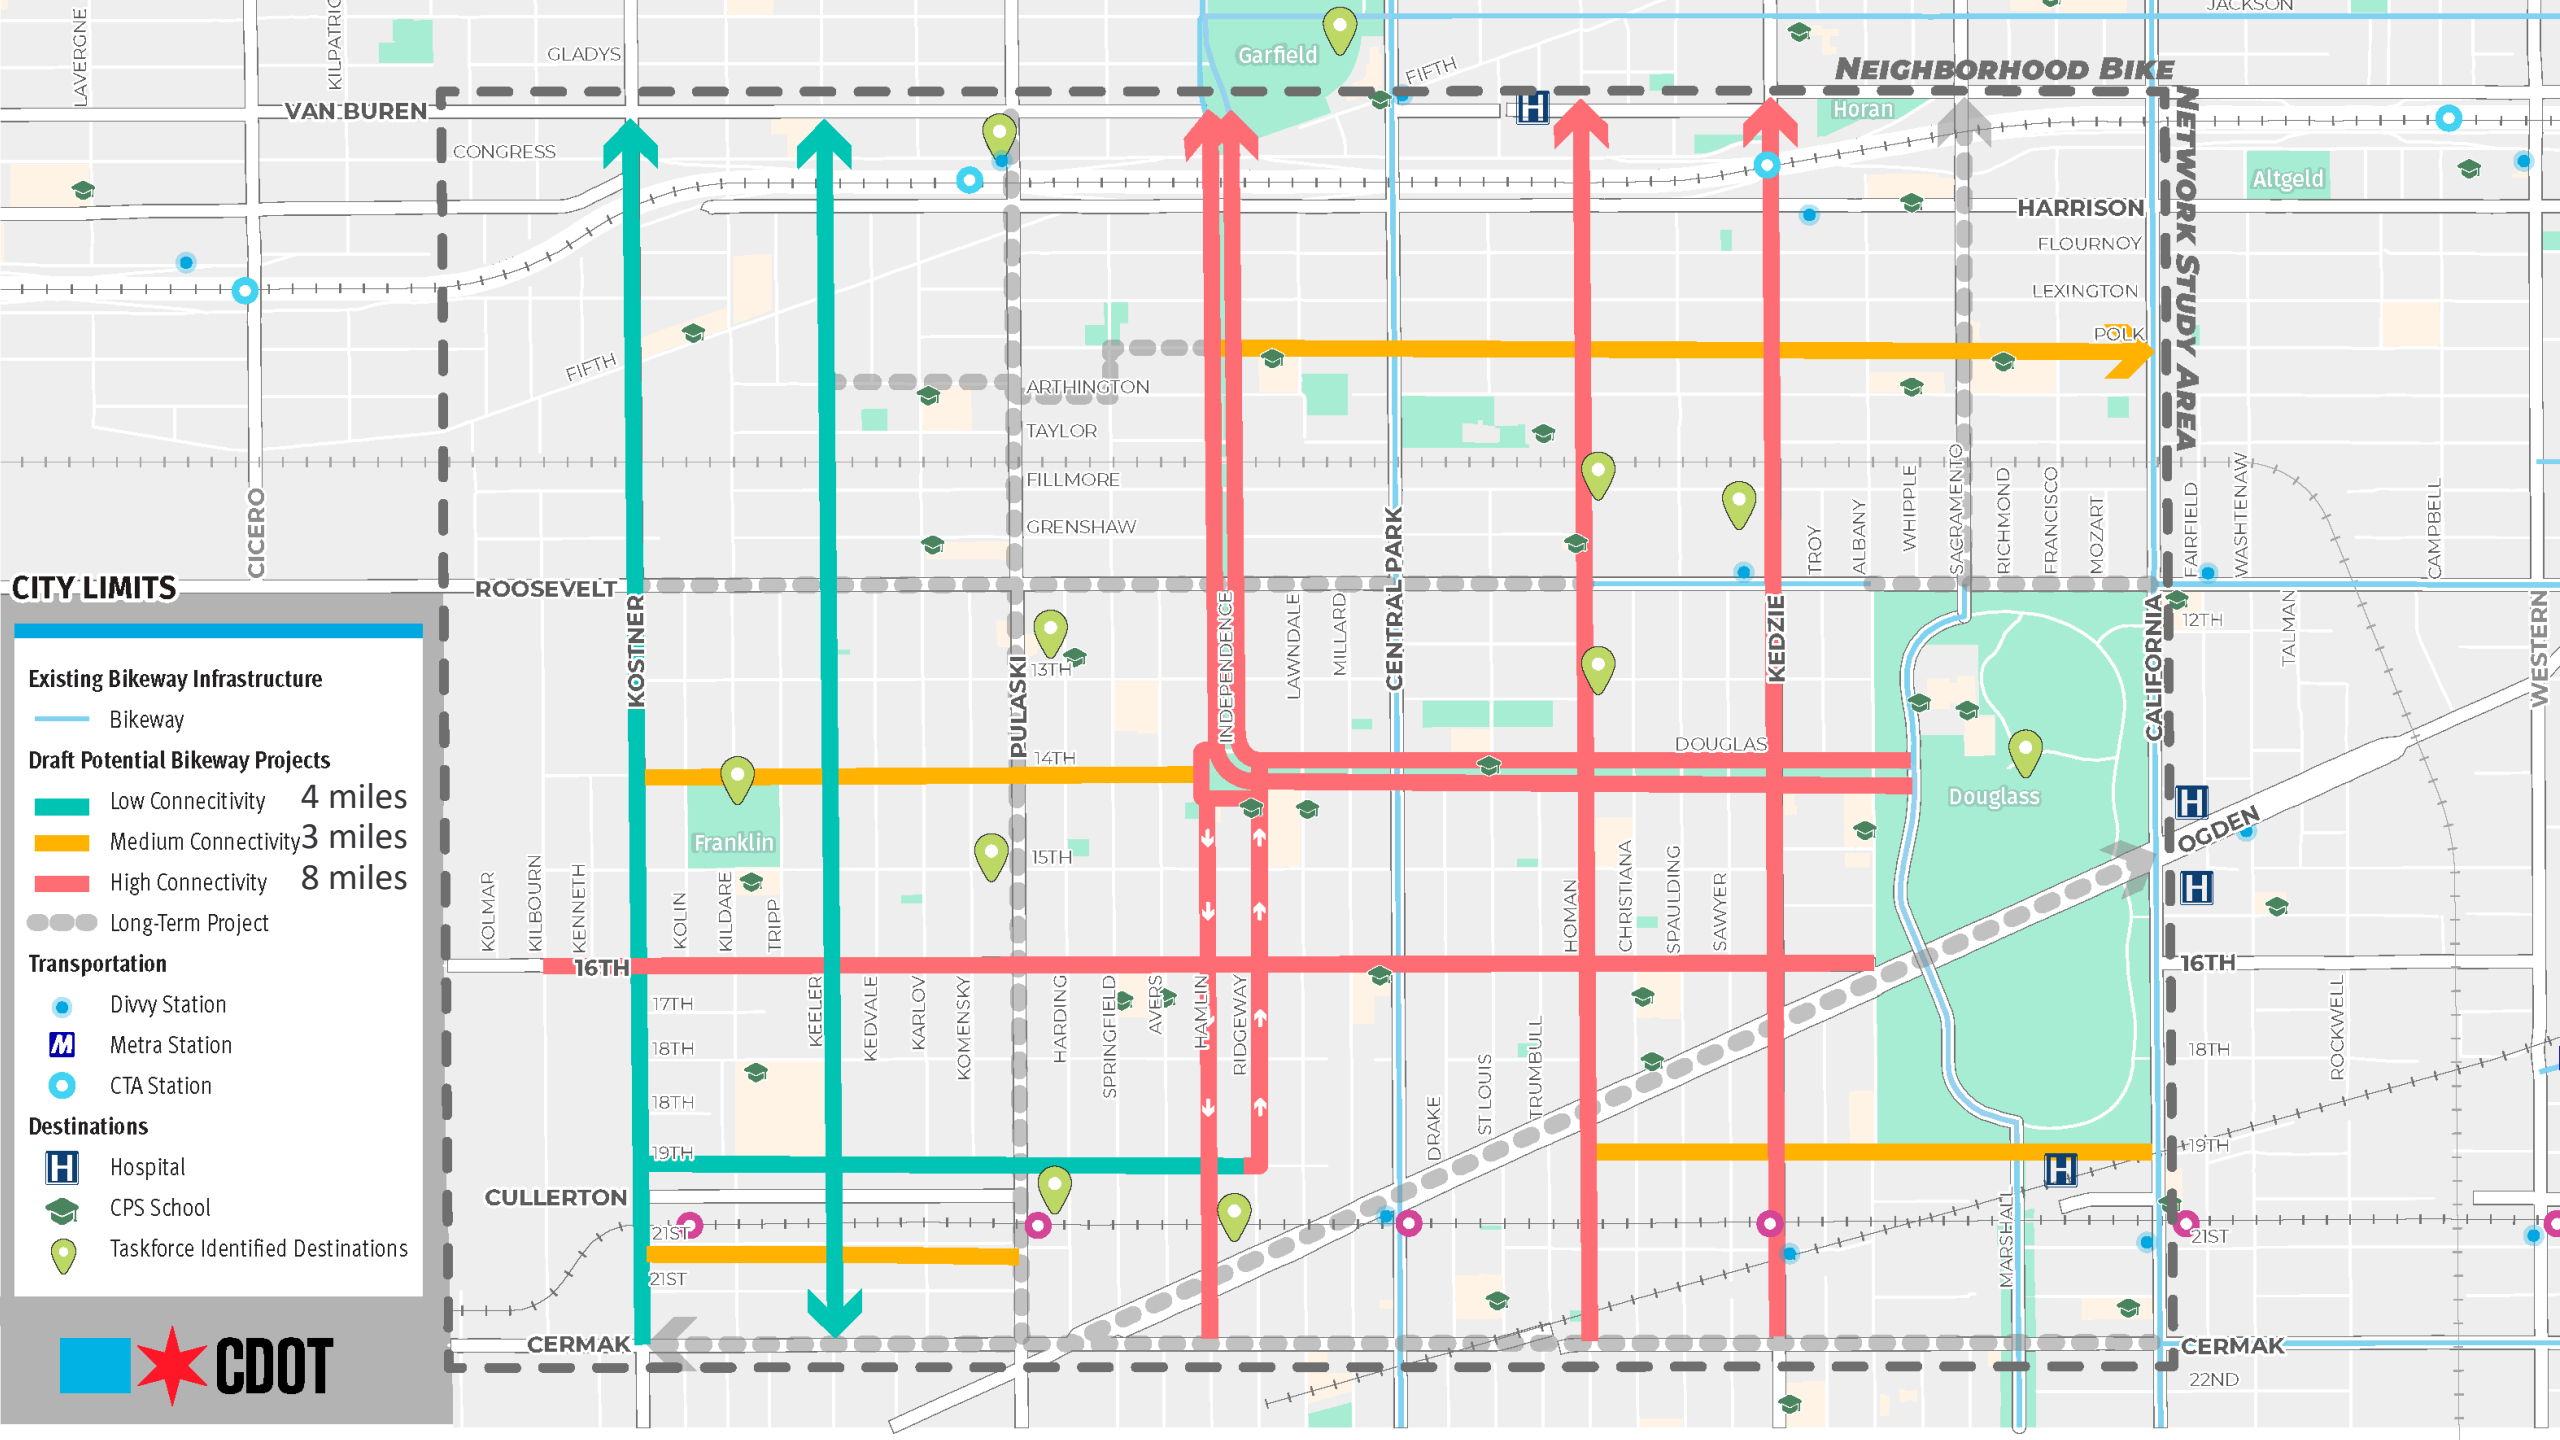 JACKSON
LAVERGNE
KILPATRIC
GLADYS
Garfield
FIFTH
NEIGHBORHOOD BIKE
NETWORK STUDY AREA
VAN BUREN
H
Horan
CONGRESS
Altgeld
HARRISON
FLOURNOY
LEXINGTON
POLK
FIFTH
ARTHINGTON
TAYLOR
FILLMORE
GRENSHAW
CICERO
CENTRAL PARK
TROY
ALBANY
WHIPPLE
SACRAMENTO
RICHMOND
FRANCISCO
MOZART
FAIRFIELD
WASHTENAW
CAMPBELL
CITY LIMITS
ROOSEVELT
KOSTNER
PULASKI
INDEPENDENCE
LAWNDALE
MILLARD
KEDZIE
CALIFORNIA
12TH
TALMAN
WESTERN
13TH
14TH
DOUGLAS
Douglass
H
OGDEN
H
Franklin
15TH
KOLMAR
KILBOURN
KENNETH
KOLIN
KILDARE
TRIPP
HOMAN
CHRISTIANA
SPAULDING
SAWYER
16TH
16TH
17TH
18TH
18TH
19TH
KEELER
KEDVALE
KARLOV
KOMENSKY
HARDING
SPRINGFIELD
AVERS
HAMLIN
RIDGEWAY
DRAKE
ST LOUIS
TRUMBULL
ROCKWELL
18TH
19TH
H
MARSHALL
CULLERTON
21ST
21ST
21ST
CERMAK
CERMAK
22ND
Existing Bikeway Infrastructure
Bikeway
Draft Potential Bikeway Projects
Low Connecitivity 4 miles
Medium Connectivity 3 miles
High Connectivity 8 miles
Long-Term Project
Transportation
Divvy Station
M Metra Station
CTA Station
Destinations
H Hospital
CPS School
Taskforce Identified Destinations
CDOT